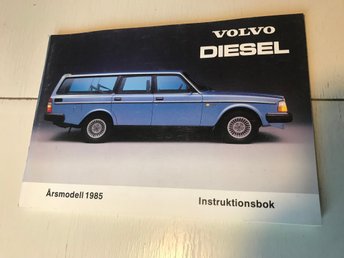 VOLVO
DIESEL
Årsmodell 1985
Instruktionsbok